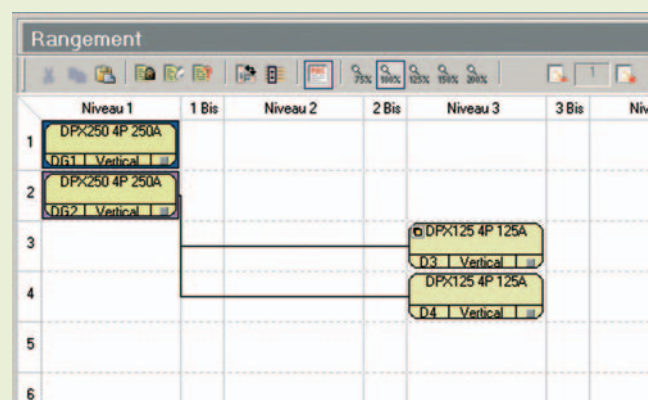 Rangement
75% 100% 125% 150% 200% 1
Niveau 1 1 Bis Niveau 2 2 Bis Niveau 3 3 Bis Niv
1 DPX250 4P 250A
DG1 Vertical
2 DPX250 4P 250A
DG2 Vertical
3 DPX125 4P 125A
D3 Vertical
4 DPX125 4P 125A
D4 Vertical
5
6